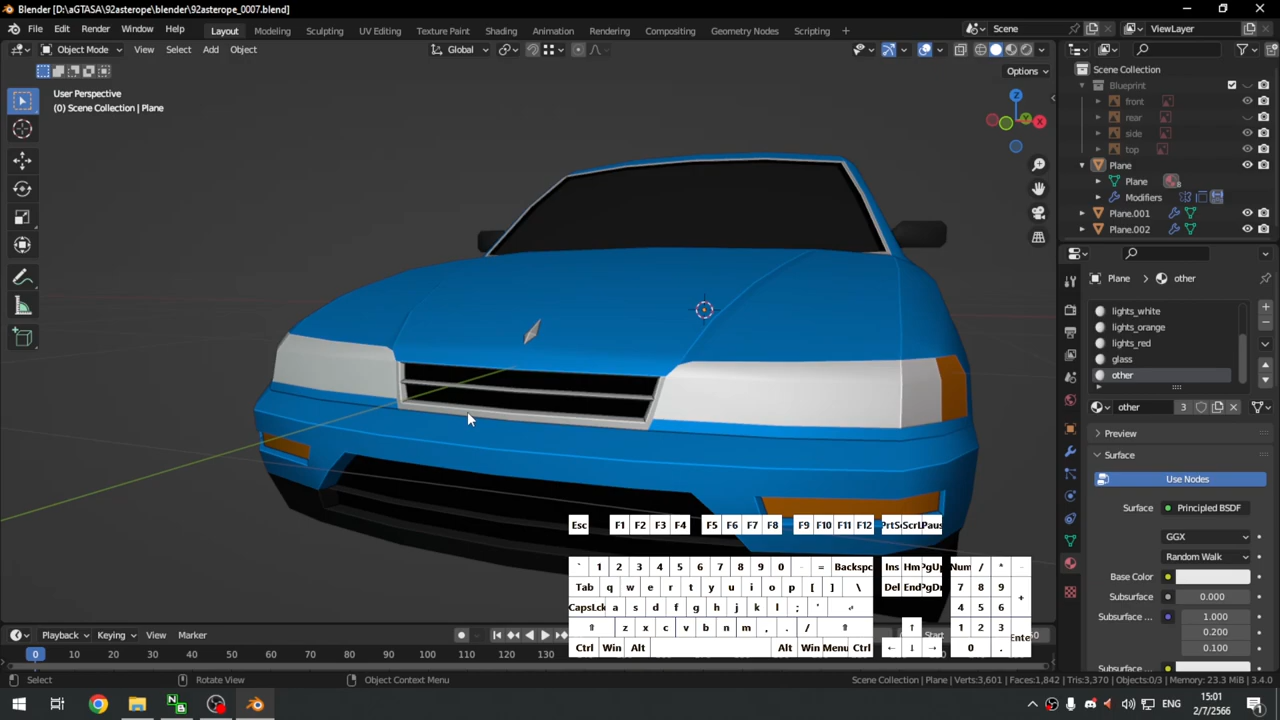 Blender [D:\aGTASA\92asterope\blender\92asterope_0007.blend]
File Edit Render Window Help Layout Modeling Sculpting UV Editing Texture Paint Shading Animation Rendering Compositing Geometry Nodes Scripting + Scene ViewLayer
Object Mode View Select Add Object Global
Options
User Perspective
(0) Scene Collection | Plane
Z
Y
X
Scene Collection
Blueprint
front
rear
side
top
Plane
Plane
8
Modifiers
Plane.001
Plane.002
Plane
other
lights_white
lights_orange
lights_red
glass
other
other 3
Preview
Surface
Use Nodes
Surface Principled BSDF
GGX
Random Walk
Base Color
Subsurface 0.000
Subsurface ... 1.000
0.200
0.100
Subsurface ...
Esc F1 F2 F3 F4 F5 F6 F7 F8 F9 F10 F11 F12 PrtS ScrL Paus
` 1 2 3 4 5 6 7 8 9 0 - = Backspc Ins Hm PgUp Num / * -
Tab q w e r t y u i o p [ ] \ Del End PgDn 7 8 9 +
CapsLck a s d f g h j k l ; ' 4 5 6
⇧ z x c v b n m , . / ⇧ ↑ 1 2 3 Ente
Ctrl Win Alt Alt Win Menu Ctrl ← ↓ → 0 .
Playback Keying View Marker Start
0 10 20 30 40 50 60 70 80 90 100 110 120 130
Select Rotate View Object Context Menu Scene Collection | Plane | Verts:3,601 | Faces:1,842 | Tris:3,370 | Objects:0/3 | Memory: 23.3 MiB | 3.4.0
ENG
15:01
2/7/2566
1